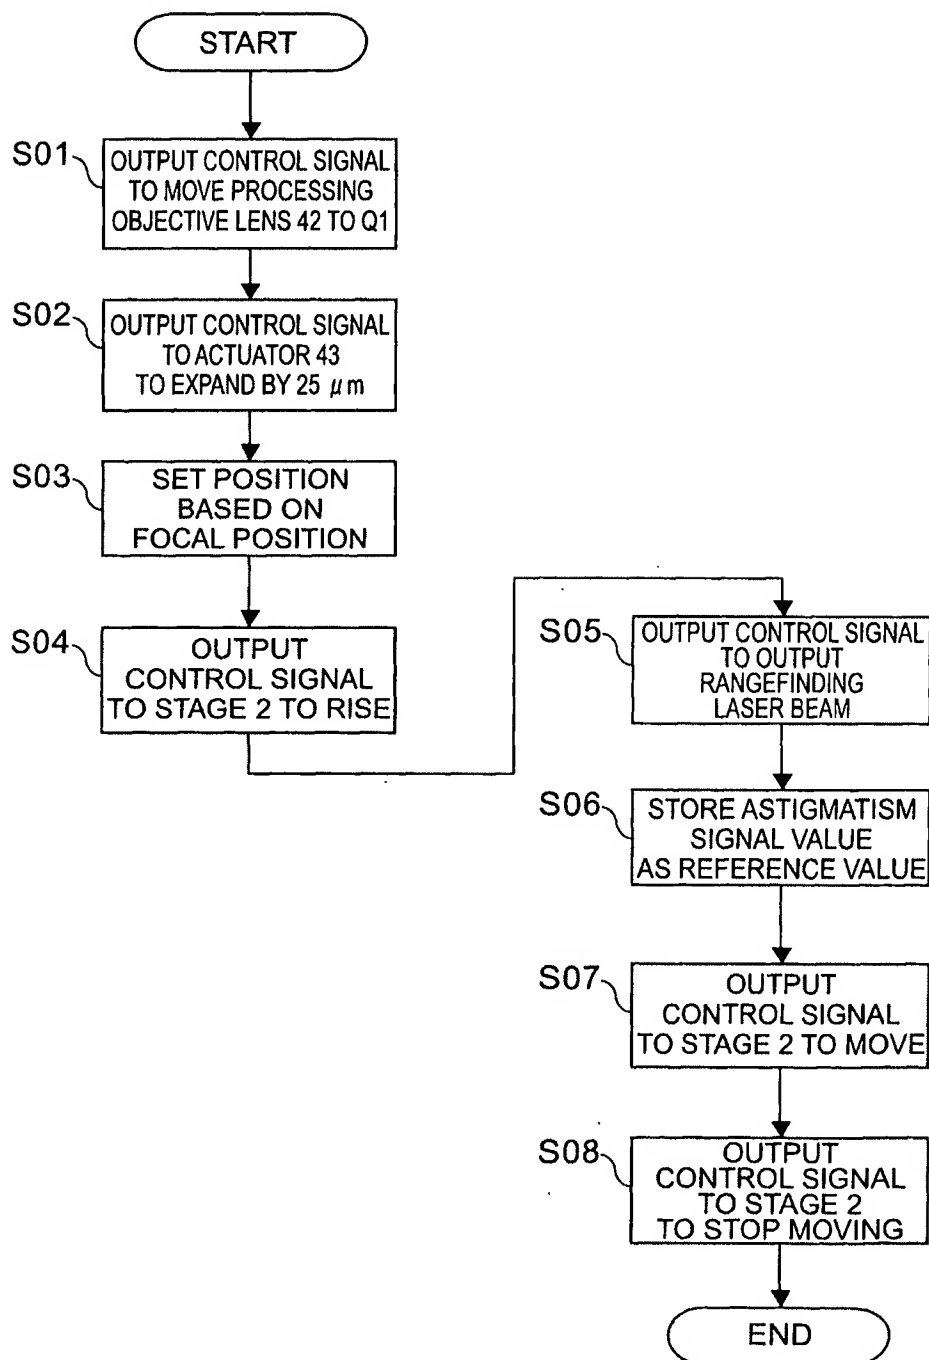 START
S01
OUTPUT CONTROL SIGNAL
TO MOVE PROCESSING
OBJECTIVE LENS 42 TO Q1
S02
OUTPUT CONTROL SIGNAL
TO ACTUATOR 43
TO EXPAND BY 25 μm
S03
SET POSITION
BASED ON
FOCAL POSITION
S04
OUTPUT
CONTROL SIGNAL
TO STAGE 2 TO RISE
S05
OUTPUT CONTROL SIGNAL
TO OUTPUT
RANGEFINDING
LASER BEAM
S06
STORE ASTIGMATISM
SIGNAL VALUE
AS REFERENCE VALUE
S07
OUTPUT
CONTROL SIGNAL
TO STAGE 2 TO MOVE
S08
OUTPUT
CONTROL SIGNAL
TO STAGE 2
TO STOP MOVING
END